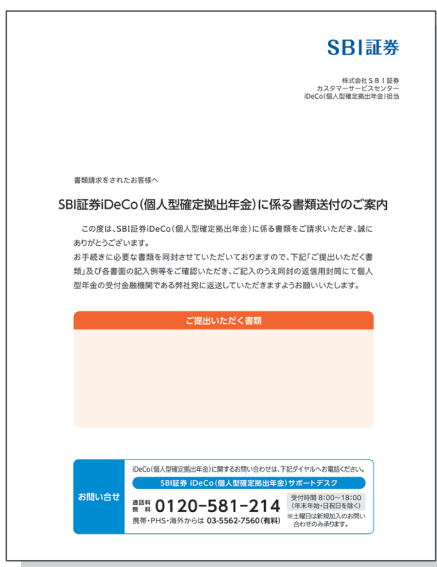 SBI証券
株式会社SBI証券
カスタマーサービスセンター
iDeCo(個人型確定拠出年金)担当
書類請求をされたお客様へ
SBI証券iDeCo(個人型確定拠出年金)に係る書類送付のご案内
この度は、SBI証券iDeCo(個人型確定拠出年金)に係る書類をご請求いただき、誠に
ありがとうございます。
お手続きに必要な書類を同封させていただいておりますので、下記「ご提出いただく書
類」及び各書面の記入例等をご確認いただき、ご記入のうえ同封の返信用封筒にて個人
型年金の受付金融機関である弊社宛に返送していただきますようお願いいたします。
ご提出いただく書類
iDeCo(個人型確定拠出年金)に関するお問い合わせは、下記ダイヤルへお電話ください。
SBI証券 iDeCo(個人型確定拠出年金)サポートデスク
お問い合せ
通話料
無料
0120-581-214
携帯・PHS・海外からは 03-5562-7560(有料)
受付時間 8:00〜18:00
(年末年始・日祝日を除く)
※土曜日は新規加入のお問い
合わせのみ承ります。